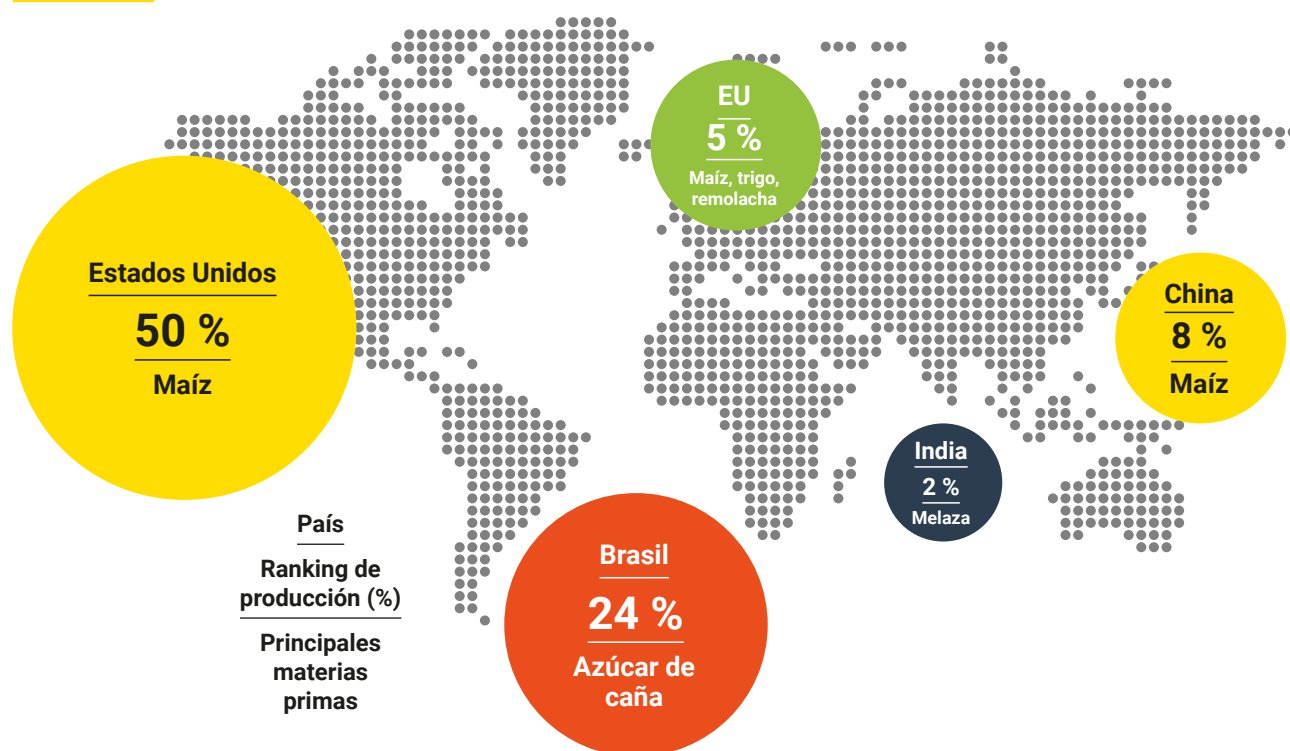 EU
5 %
Maíz, trigo,
remolacha
Estados Unidos
50 %
Maíz
China
8 %
Maíz
India
2 %
Melaza
País
Ranking de
producción (%)
Principales
materias
primas
Brasil
24 %
Azúcar de
caña